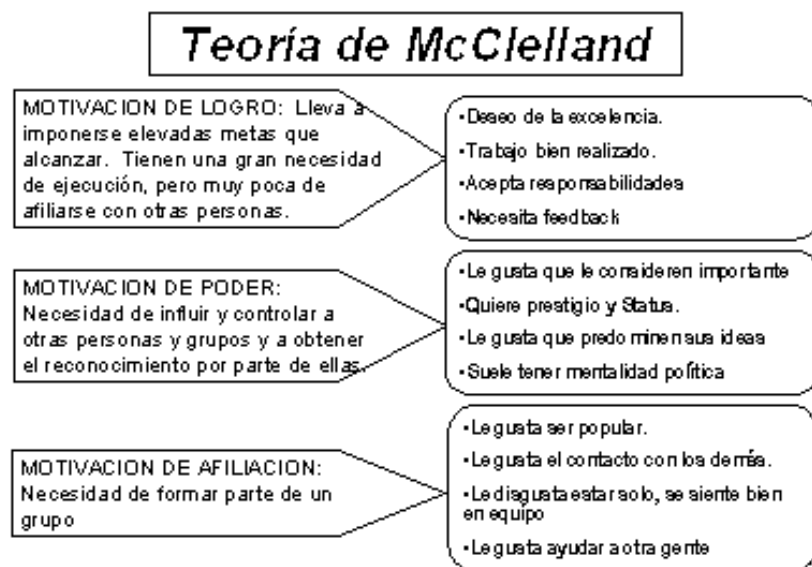 Teoría de McClelland
MOTIVACION DE LOGRO: Lleva a
imponerse elevadas metas que
alcanzar. Tienen una gran necesidad
de ejecución, pero muy poca de
afiliarse con otras personas.
•Deseo de la excelencia.
•Trabajo bien realizado.
•Acepta responsabilidades
•Necesita feedback
MOTIVACION DE PODER:
Necesidad de influir y controlar a
otras personas y grupos y a obtener
el reconocimiento por parte de ellas.
•Le gusta que le consideren importante
•Quiere prestigio y Status.
•Le gusta que predominen sus ideas
•Suele tener mentalidad política
MOTIVACION DE AFILIACION:
Necesidad de formar parte de un
grupo
•Le gusta ser popular.
•Le gusta el contacto con los demás.
•Le disgusta estar solo, se siente bien
en equipo
•Le gusta ayudar a otra gente